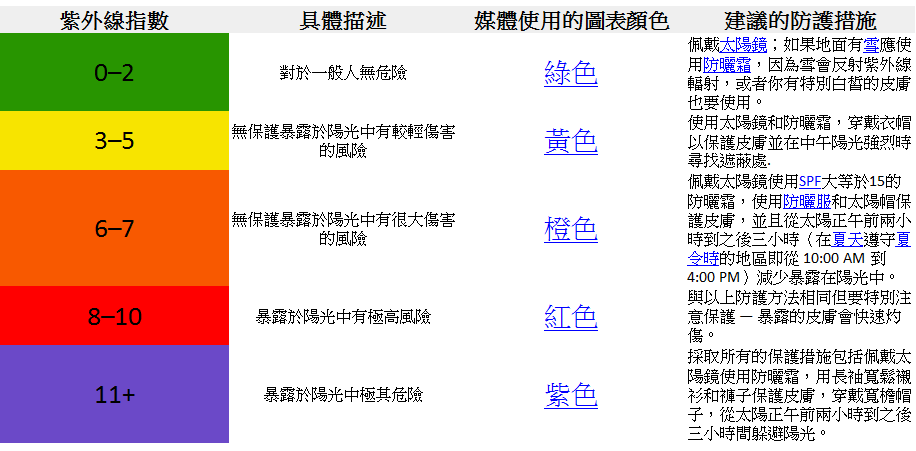 紫外線指數 具體描述 媒體使用的圖表顏色 建議的防護措施
0–2
對於一般人無危險
綠色
佩戴太陽鏡；如果地面有雪應使
用防曬霜，因為雪會反射紫外線
輻射，或者你有特別白皙的皮膚
也要使用。
3–5
無保護暴露於陽光中有較輕傷害
的風險
黃色
使用太陽鏡和防曬霜，穿戴衣帽
以保護皮膚並在中午陽光強烈時
尋找遮蔽處.
6–7
無保護暴露於陽光中有很大傷害
的風險
橙色
佩戴太陽鏡使用SPF大等於15的
防曬霜，使用防曬服和太陽帽保
護皮膚，並且從太陽正午前兩小
時到之後三小時（在夏天遵守夏
令時的地區即從 10:00 AM 到
4:00 PM）減少暴露在陽光中。
8–10
暴露於陽光中有極高風險
紅色
與以上防護方法相同但要特別注
意保護 — 暴露的皮膚會快速灼
傷。
11+
暴露於陽光中極其危險
紫色
採取所有的保護措施包括佩戴太
陽鏡使用防曬霜，用長袖寬鬆襯
衫和褲子保護皮膚，穿戴寬檐帽
子，從太陽正午前兩小時到之後
三小時間躲避陽光。